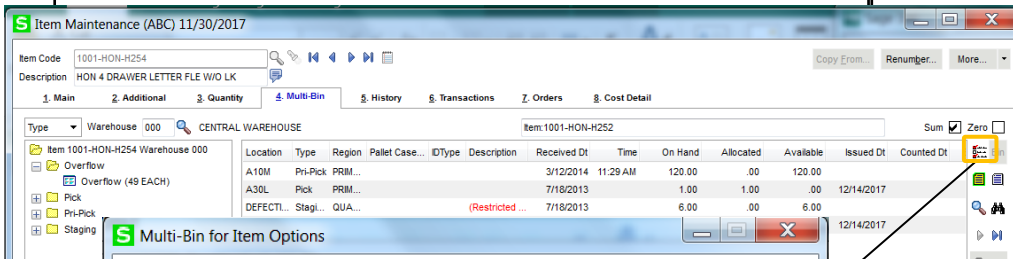 S Item Maintenance (ABC) 11/30/2017
Item Code 1001-HON-H254 Copy From... Renumber... More...
Description HON 4 DRAWER LETTER FLE W/O LK
1. Main 2. Additional 3. Quantity 4. Multi-Bin 5. History 6. Transactions 7. Orders 8. Cost Detail
Type Warehouse 000 CENTRAL WAREHOUSE Item:1001-HON-H252 Sum Zero
Item 1001-HON-H254 Warehouse 000
Overflow
Overflow (49 EACH)
Pick
Pri-Pick
Staging
Location Type Region Pallet Case... IDType Description Received Dt Time On Hand Allocated Available Issued Dt Counted Dt
A10M Pri-Pick PRIM... 3/12/2014 11:29 AM 120.00 .00 120.00
A30L Pick PRIM... 7/18/2013 1.00 1.00 .00 12/14/2017
DEFECTI... Stagi... QUA... (Restricted ... 7/18/2013 6.00 .00 6.00
12/14/2017
S Multi-Bin for Item Options